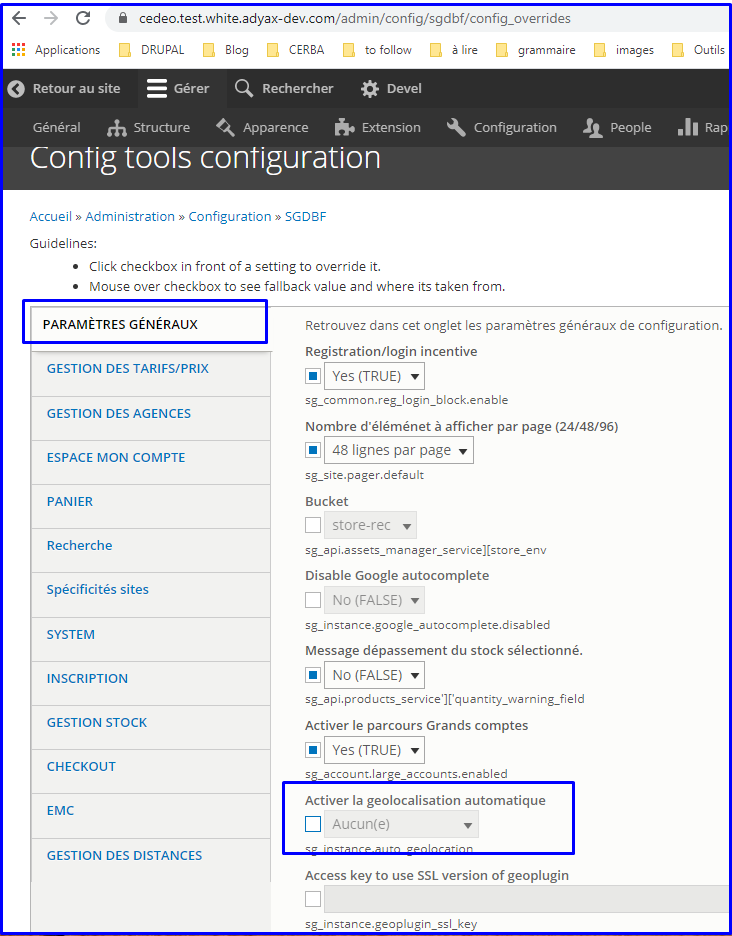 cedeo.test.white.adyax-dev.com/admin/config/sgdbf/config_overrides
Applications DRUPAL Blog CERBA to follow à lire grammaire images Outils
Retour au site Gérer Rechercher Devel
Général Structure Apparence Extension Configuration People Rap
Config tools configuration
Accueil » Administration » Configuration » SGDBF
Guidelines:
• Click checkbox in front of a setting to override it.
• Mouse over checkbox to see fallback value and where its taken from.
PARAMÈTRES GÉNÉRAUX
GESTION DES TARIFS/PRIX
GESTION DES AGENCES
ESPACE MON COMPTE
PANIER
Recherche
Spécificités sites
SYSTEM
INSCRIPTION
GESTION STOCK
CHECKOUT
EMC
GESTION DES DISTANCES
Retrouvez dans cet onglet les paramètres généraux de configuration.
Registration/login incentive
Yes (TRUE)
sg_common.reg_login_block.enable
Nombre d'éléménet à afficher par page (24/48/96)
48 lignes par page
sg_site.pager.default
Bucket
store-rec
sg_api.assets_manager_service][store_env
Disable Google autocomplete
No (FALSE)
sg_instance.google_autocomplete.disabled
Message dépassement du stock sélectionné.
No (FALSE)
sg_api.products_service']['quantity_warning_field
Activer le parcours Grands comptes
Yes (TRUE)
sg_account.large_accounts.enabled
Activer la geolocalisation automatique
Aucun(e)
sg_instance.auto_geolocation
Access key to use SSL version of geoplugin
sg_instance.geoplugin_ssl_key